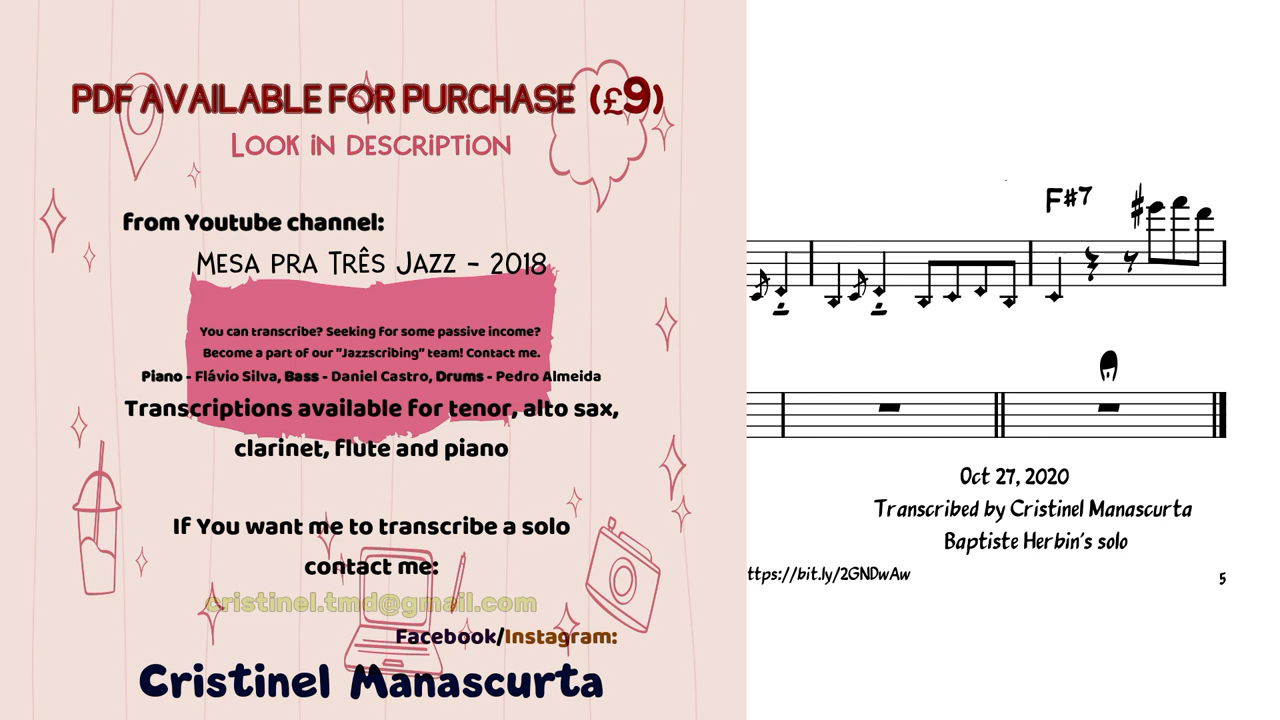 PDF AVAILABLE FOR PURCHASE (£9)
LOOK IN DESCRIPTION
from Youtube channel:
MESA PRA TRÊS JAZZ - 2018
You can transcribe? Seeking for some passive income?
Become a part of our "Jazzscribing" team! Contact me.
Piano - Flávio Silva, Bass - Daniel Castro, Drums - Pedro Almeida
Transcriptions available for tenor, alto sax,
clarinet, flute and piano
If You want me to transcribe a solo
contact me:
cristinel.tmd@gmail.com
Facebook/Instagram:
Cristinel Manascurta
F#7
Oct 27, 2020
Transcribed by Cristinel Manascurta
Baptiste Herbin's solo
ttps://bit.ly/2GNDwAw
5